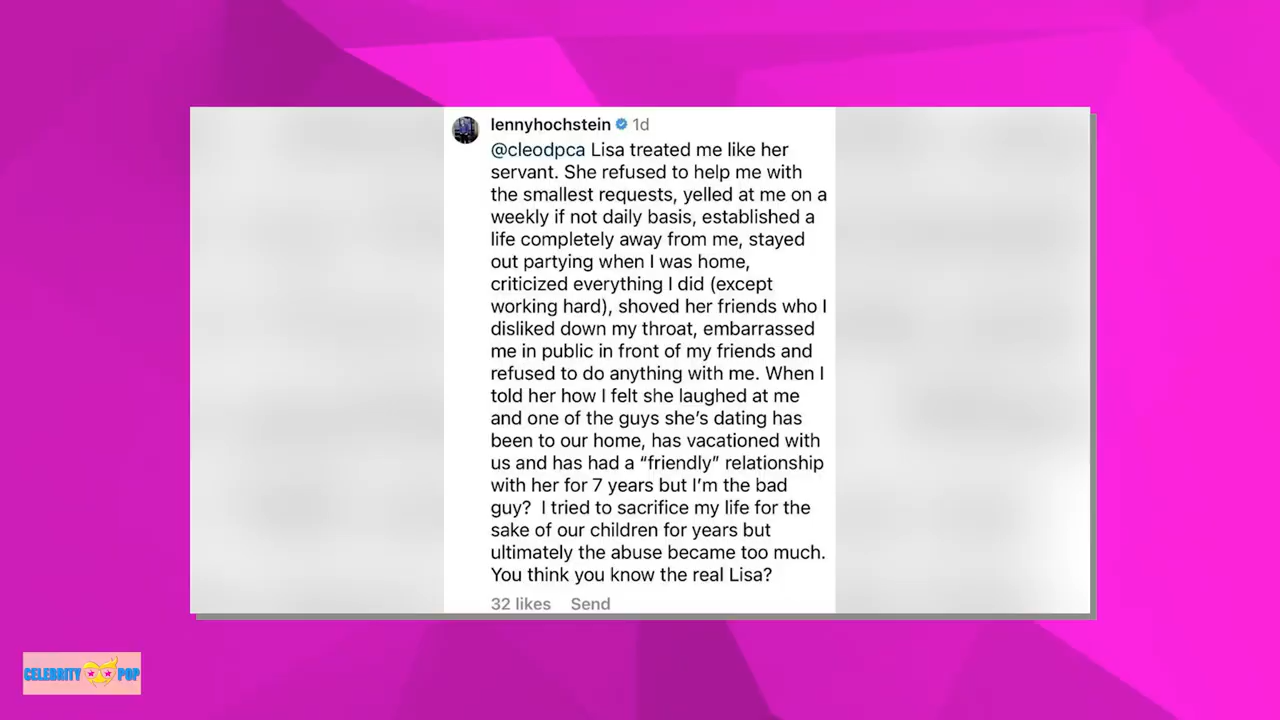 lennyhochstein 1d
@cleodpca Lisa treated me like her
servant. She refused to help me with
the smallest requests, yelled at me on a
weekly if not daily basis, established a
life completely away from me, stayed
out partying when I was home,
criticized everything I did (except
working hard), shoved her friends who I
disliked down my throat, embarrassed
me in public in front of my friends and
refused to do anything with me. When I
told her how I felt she laughed at me
and one of the guys she’s dating has
been to our home, has vacationed with
us and has had a “friendly” relationship
with her for 7 years but I’m the bad
guy? I tried to sacrifice my life for the
sake of our children for years but
ultimately the abuse became too much.
You think you know the real Lisa?
32 likes Send
CELEBRITY POP